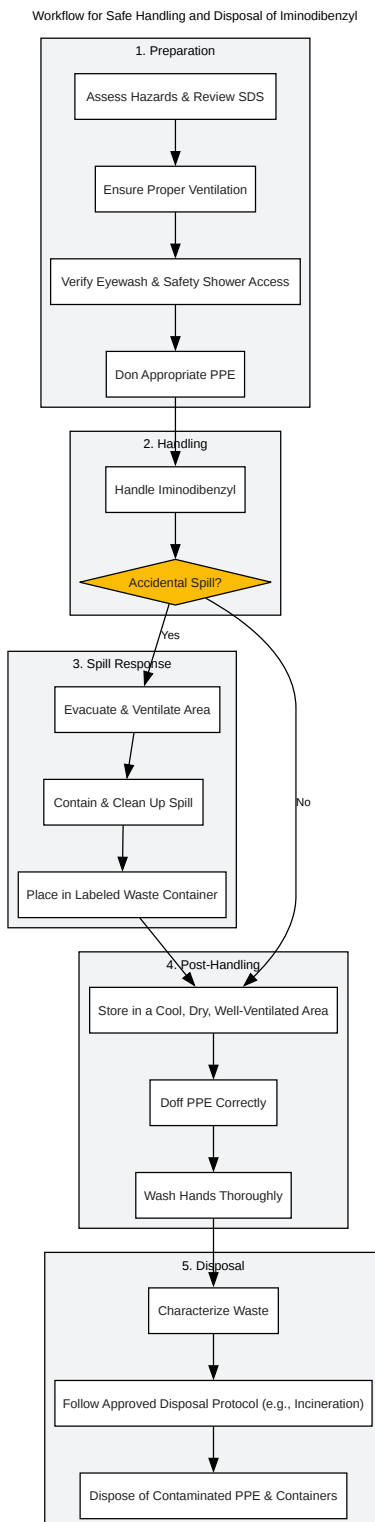 Workflow for Safe Handling and Disposal of Iminodibenzyl
1. Preparation
Assess Hazards & Review SDS
Ensure Proper Ventilation
Verify Eyewash & Safety Shower Access
Don Appropriate PPE
2. Handling
Handle Iminodibenzyl
Accidental Spill?
Yes
3. Spill Response
Evacuate & Ventilate Area
Contain & Clean Up Spill
No
Place in Labeled Waste Container
4. Post-Handling
Store in a Cool, Dry, Well-Ventilated Area
Doff PPE Correctly
Wash Hands Thoroughly
5. Disposal
Characterize Waste
Follow Approved Disposal Protocol (e.g., Incineration)
Dispose of Contaminated PPE & Containers